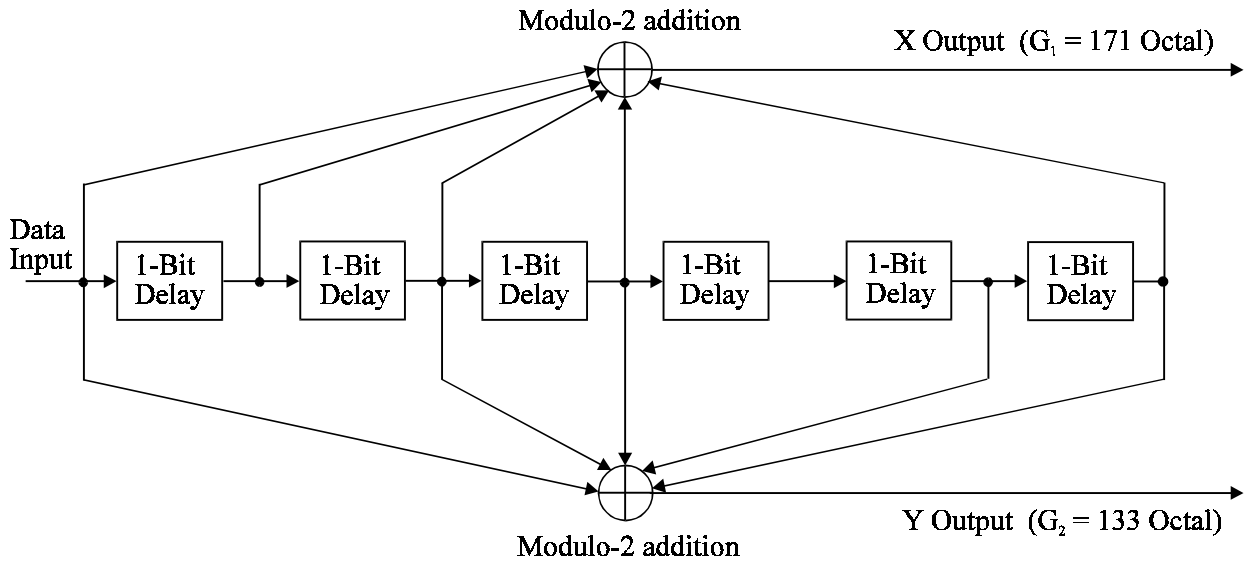 Modulo-2 addition
X Output (G₁ = 171 Octal)
Data
Input
1-Bit
Delay
1-Bit
Delay
1-Bit
Delay
1-Bit
Delay
1-Bit
Delay
1-Bit
Delay
Y Output (G₂ = 133 Octal)
Modulo-2 addition